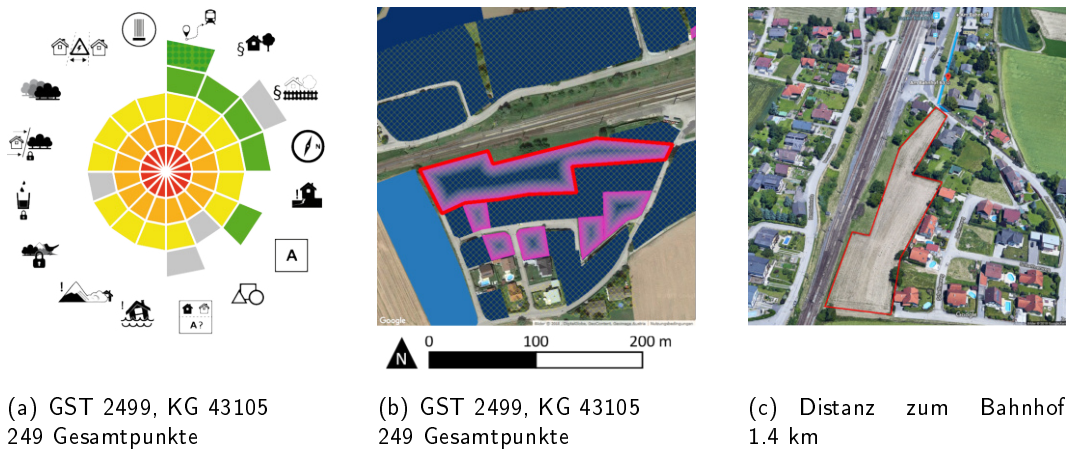 §
§
!
N
A
!
!
A?
Google
N
0 100 200 m
(a) GST 2499, KG 43105
249 Gesamtpunkte
(b) GST 2499, KG 43105
249 Gesamtpunkte
(c) Distanz zum Bahnhof
1.4 km